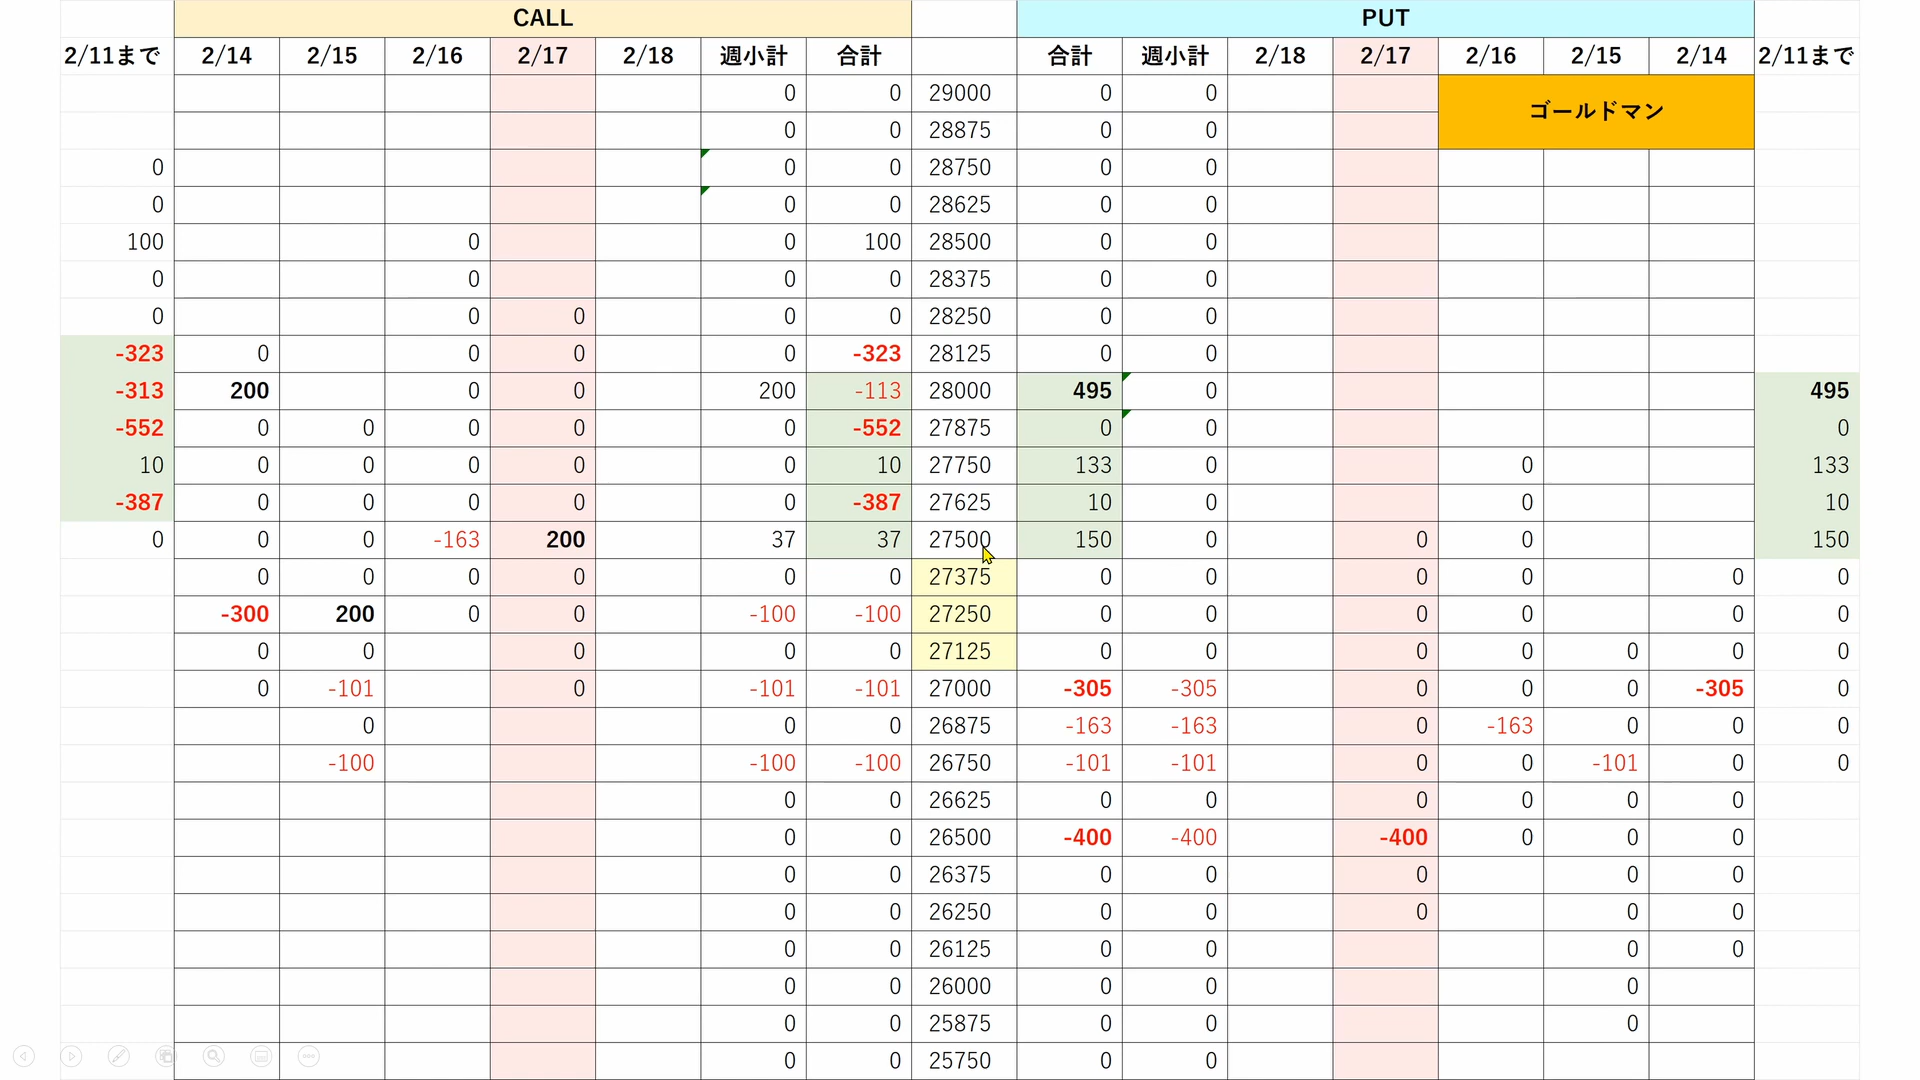 CALL PUT
2/11まで 2/14 2/15 2/16 2/17 2/18 週小計 合計 合計 週小計 2/18 2/17 2/16 2/15 2/14 2/11まで
0 0 29000 0 0 ゴールドマン
0 0 28875 0 0
0 0 0 28750 0 0
0 0 0 28625 0 0
100 0 0 100 28500 0 0
0 0 0 0 28375 0 0
0 0 0 0 0 28250 0 0
-323 0 0 0 0 -323 28125 0 0
-313 200 0 0 200 -113 28000 495 0 495
-552 0 0 0 0 0 -552 27875 0 0 0
10 0 0 0 0 0 10 27750 133 0 0 133
-387 0 0 0 0 0 -387 27625 10 0 0 10
0 0 0 -163 200 37 37 27500 150 0 0 0 150
0 0 0 0 0 0 27375 0 0 0 0 0 0
-300 200 0 0 -100 -100 27250 0 0 0 0 0 0
0 0 0 0 0 27125 0 0 0 0 0 0 0
0 -101 0 -101 -101 27000 -305 -305 0 0 0 -305 0
0 0 0 26875 -163 -163 0 -163 0 0 0
-100 -100 -100 26750 -101 -101 0 0 -101 0 0
0 0 26625 0 0 0 0 0 0
0 0 26500 -400 -400 -400 0 0 0
0 0 26375 0 0 0 0 0
0 0 26250 0 0 0 0 0
0 0 26125 0 0 0 0
0 0 26000 0 0 0
0 0 25875 0 0 0
0 0 25750 0 0